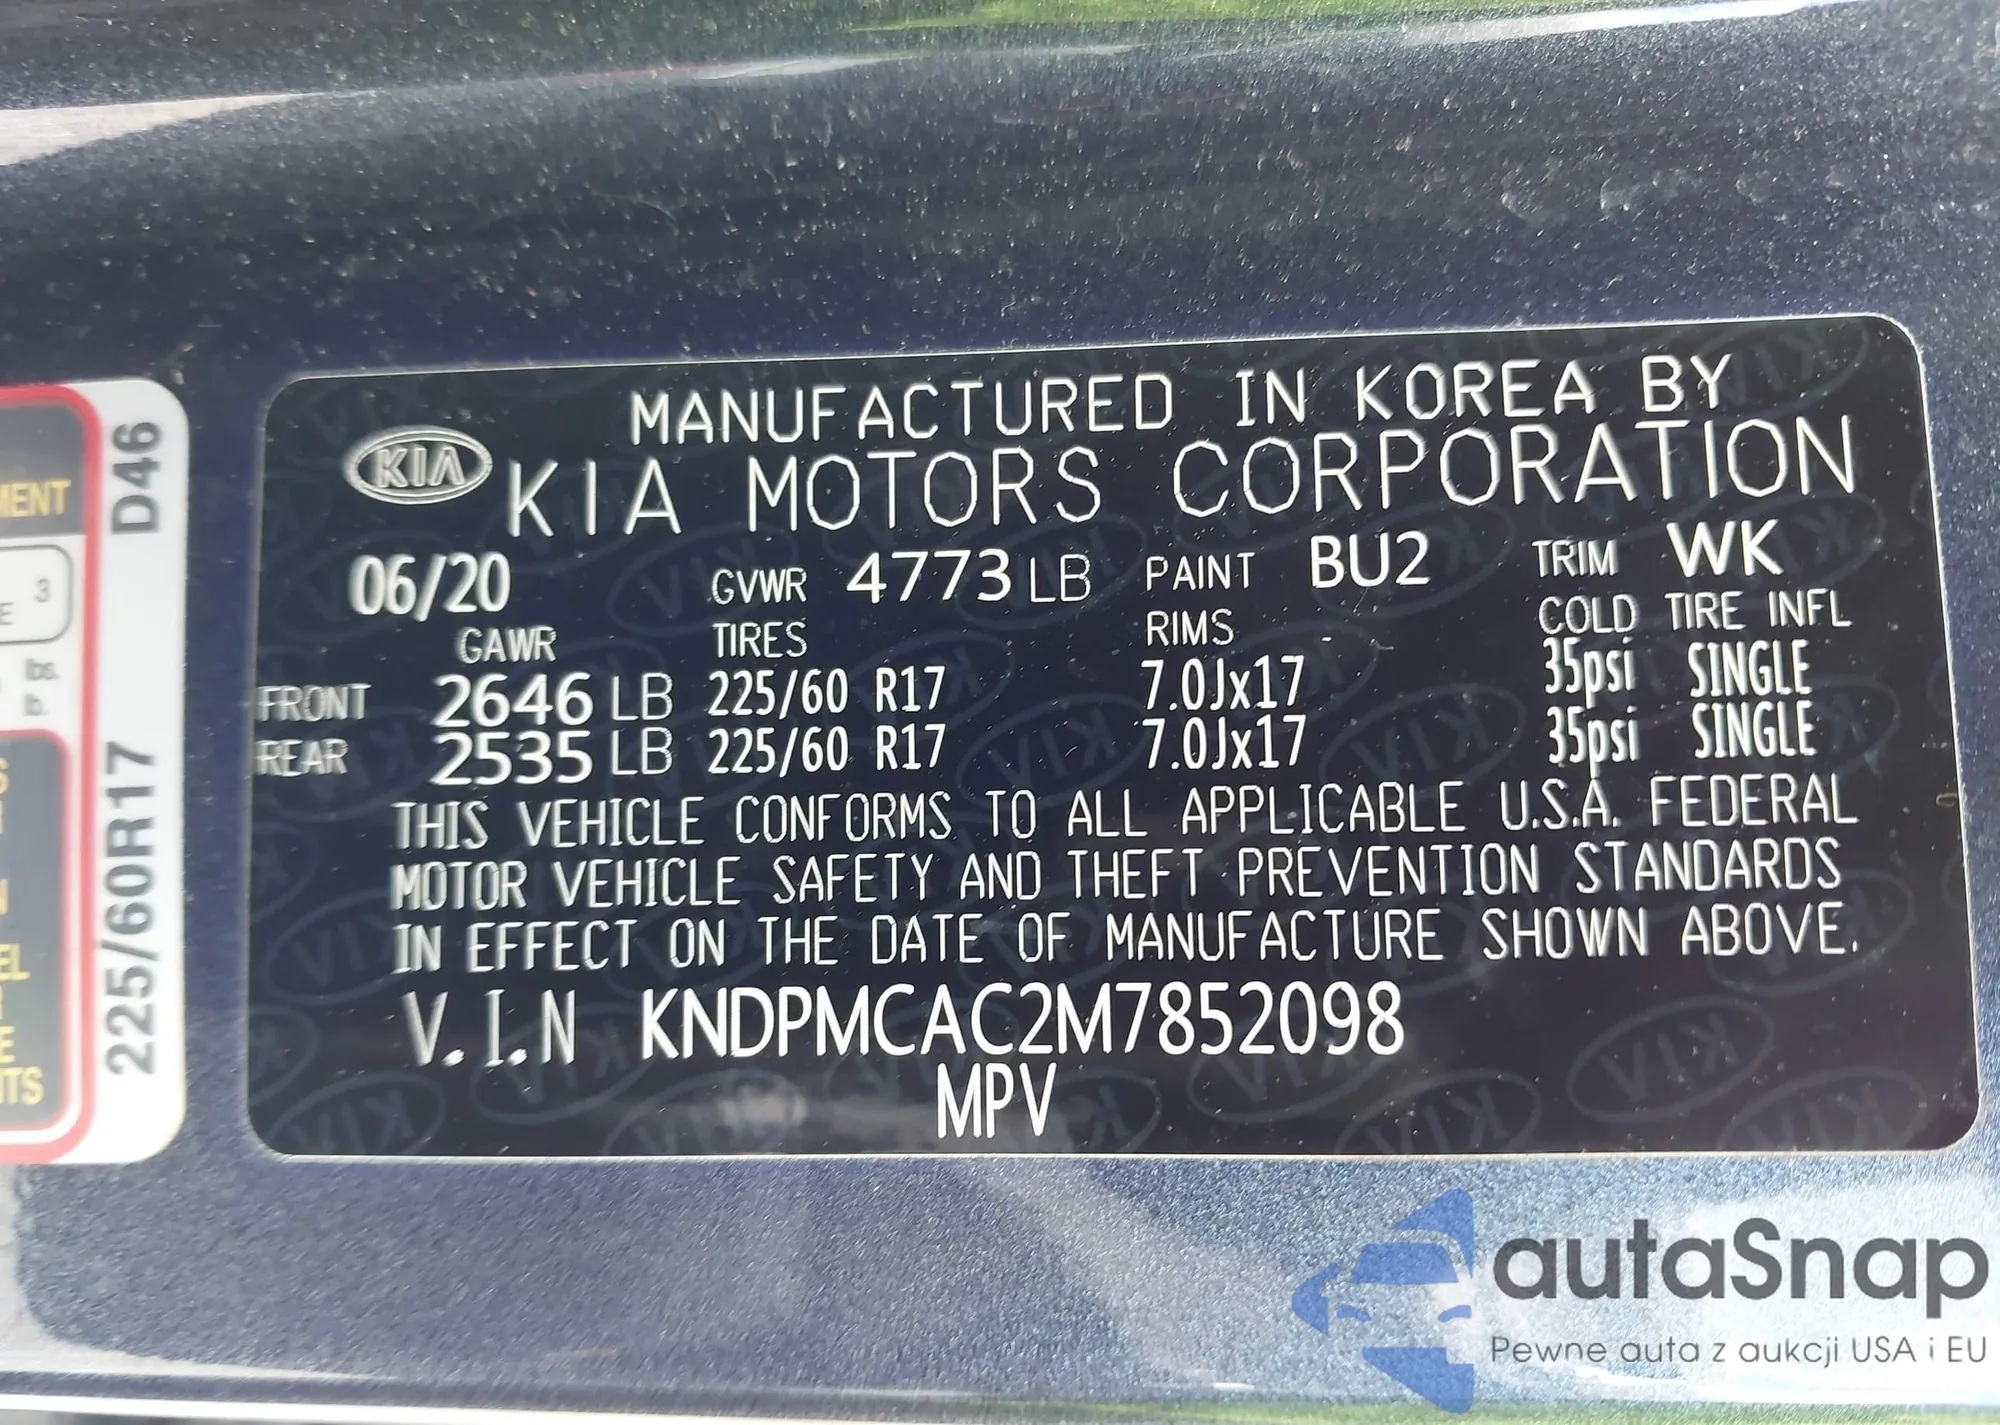 MANUFACTURED IN KOREA BY
KIA KIA MOTORS CORPORATION
06/20 GVWR 4773 LB PAINT BU2 TRIM WK
GAWR TIRES RIMS COLD TIRE INFL
FRONT 2646 LB 225/60 R17 7.0Jx17 35psi SINGLE
REAR 2535 LB 225/60 R17 7.0Jx17 35psi SINGLE
THIS VEHICLE CONFORMS TO ALL APPLICABLE U.S.A. FEDERAL
MOTOR VEHICLE SAFETY AND THEFT PREVENTION STANDARDS
IN EFFECT ON THE DATE OF MANUFACTURE SHOWN ABOVE.
V.I.N KNDPMCAC2M7852098
MPV
D46
225/60R17
3
lbs.
lb.
autaSnap
Pewne auta z aukcji USA i EU